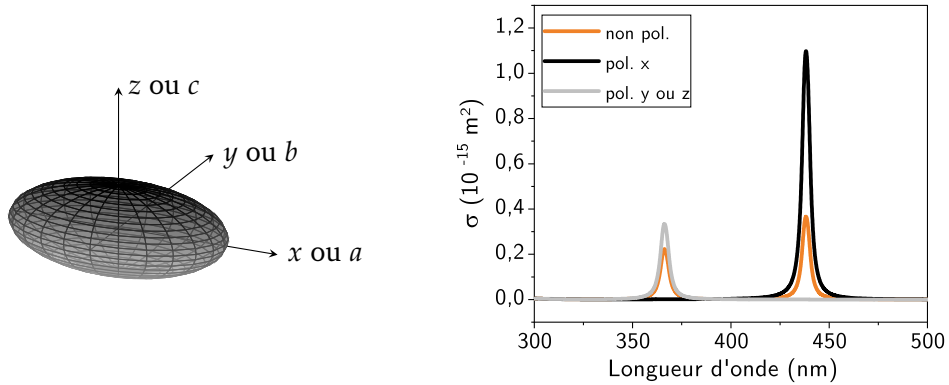 z ou c
y ou b
x ou a
σ (10 -15 m2)
1,2
1,0
0,8
0,6
0,4
0,2
0,0
non pol.
pol. x
pol. y ou z
300
350
400
450
500
Longueur d'onde (nm)